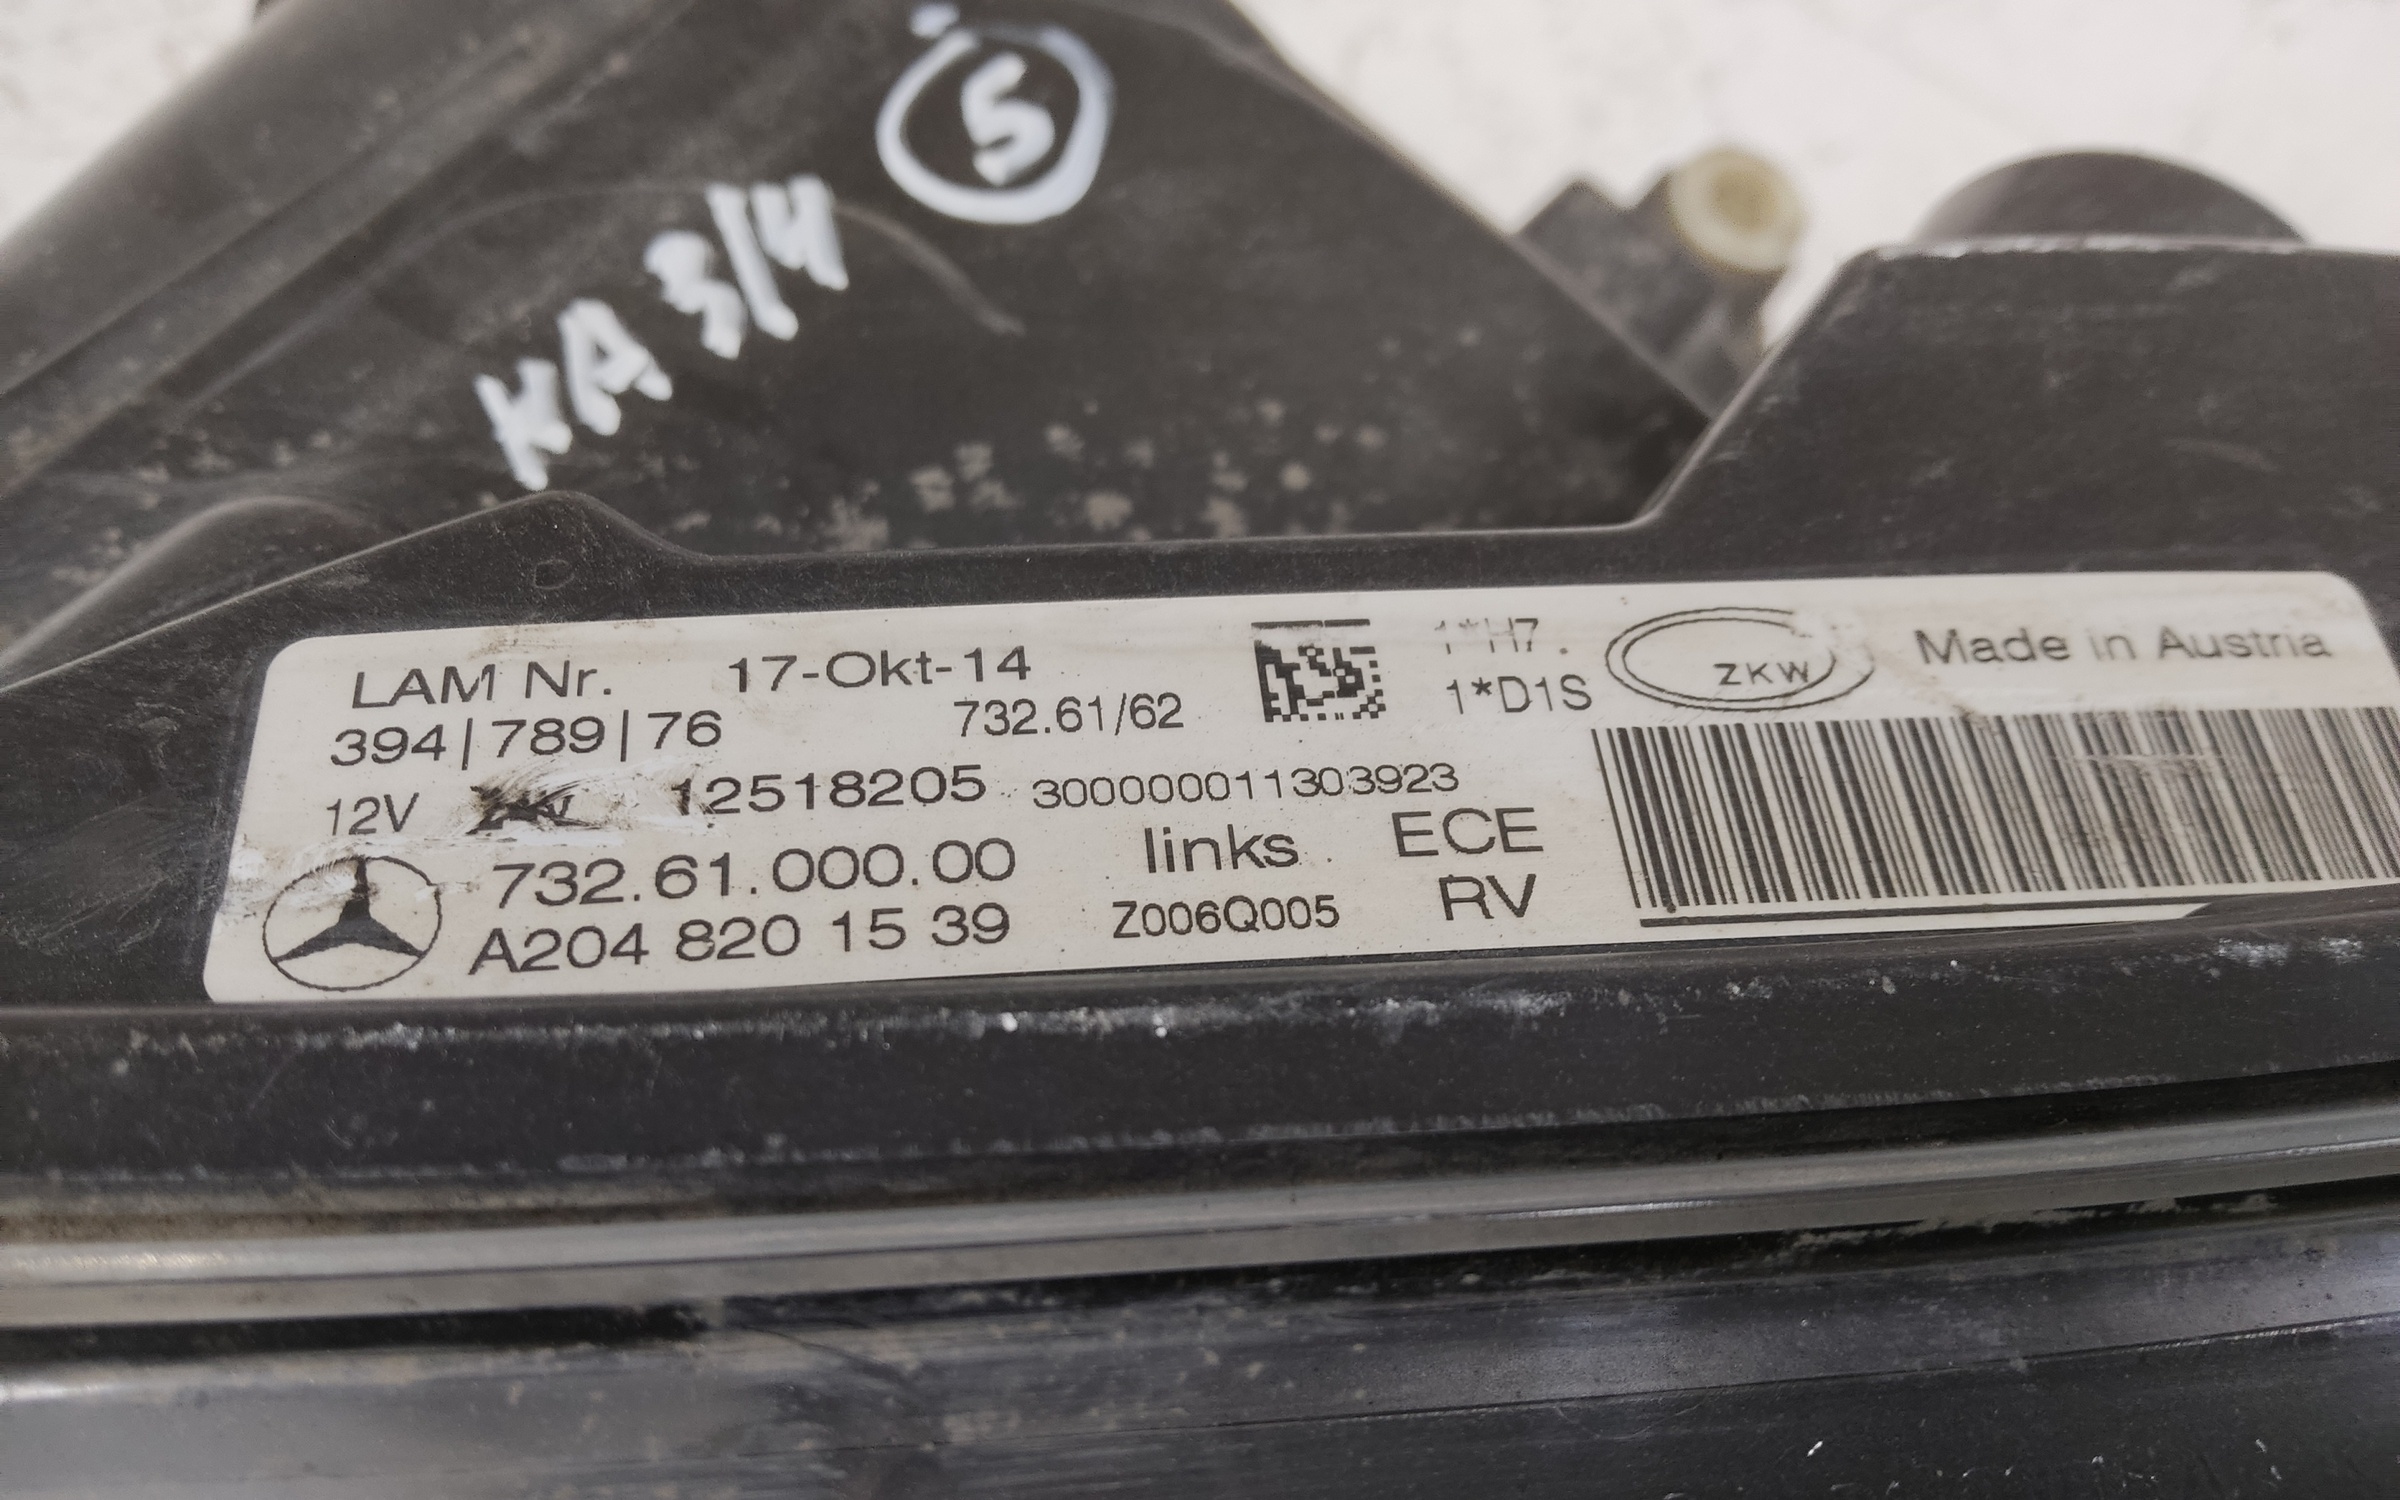 5
KA 3/4
LAM Nr. 17-Okt-14
394|789|76 732.61/62
1*H7.
1*D1S
ZKW
Made in Austria
12V 12518205 300000011303923
732.61.000.00 links ECE
A204 820 15 39 Z006Q005 RV